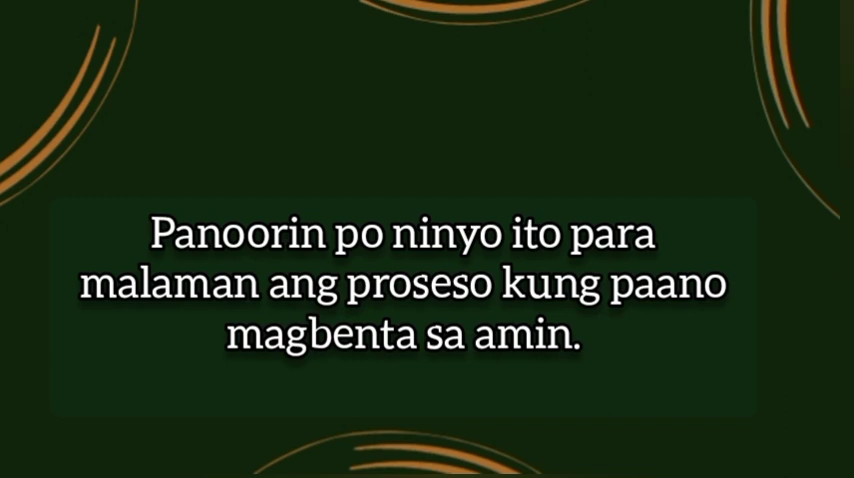 Panoorin po ninyo ito para
malaman ang proseso kung paano
magbenta sa amin.